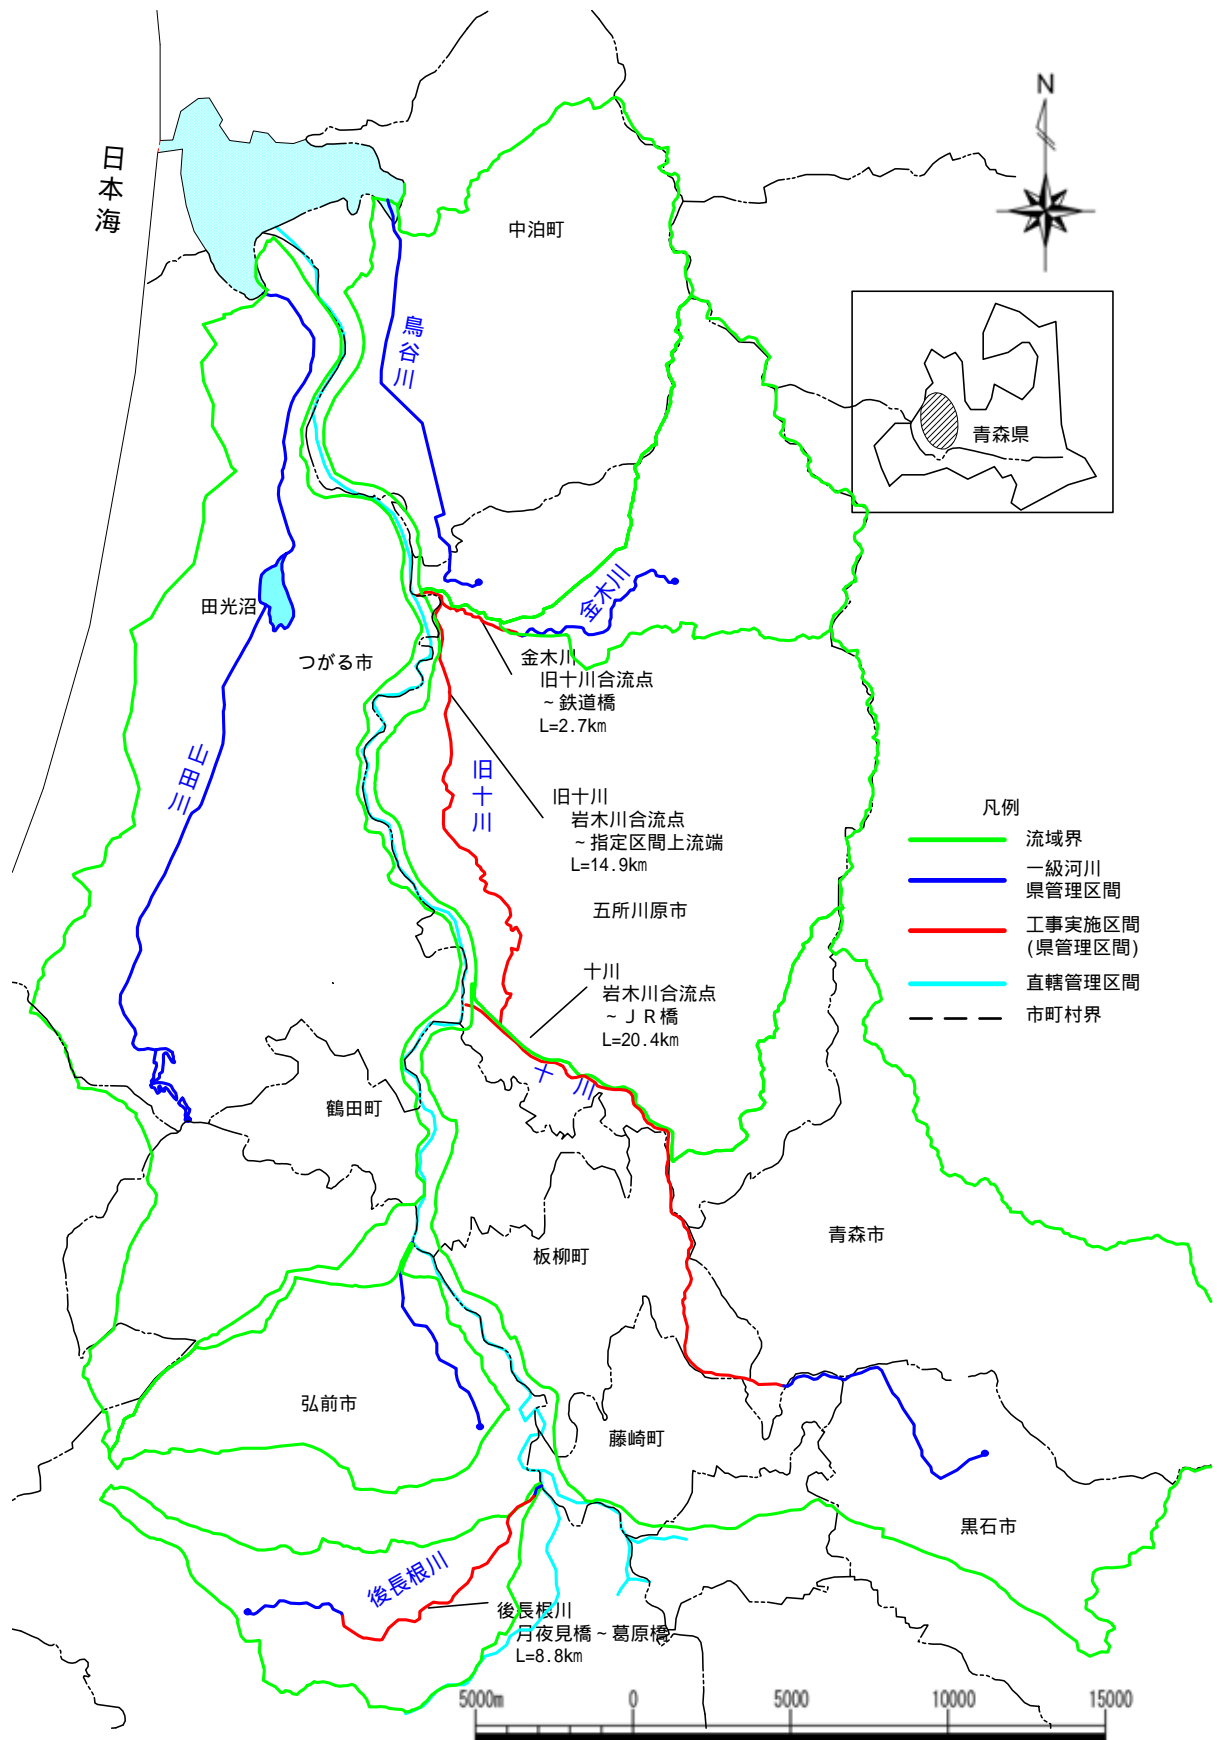 N
日本海
中泊町
鳥谷川
青森県
金木川
田光沼
つがる市
金木川
旧十川合流点
～鉄道橋
L=2.7km
山田川
旧十川
旧十川
岩木川合流点
～指定区間上流端
L=14.9km
凡例
流域界
一級河川
県管理区間
工事実施区間
(県管理区間)
直轄管理区間
市町村界
五所川原市
十川
岩木川合流点
～ＪＲ橋
L=20.4km
十川
鶴田町
板柳町
青森市
弘前市
藤崎町
黒石市
後長根川
後長根川
月夜見橋～葛原橋
L=8.8km
5000m 0 5000 10000 15000